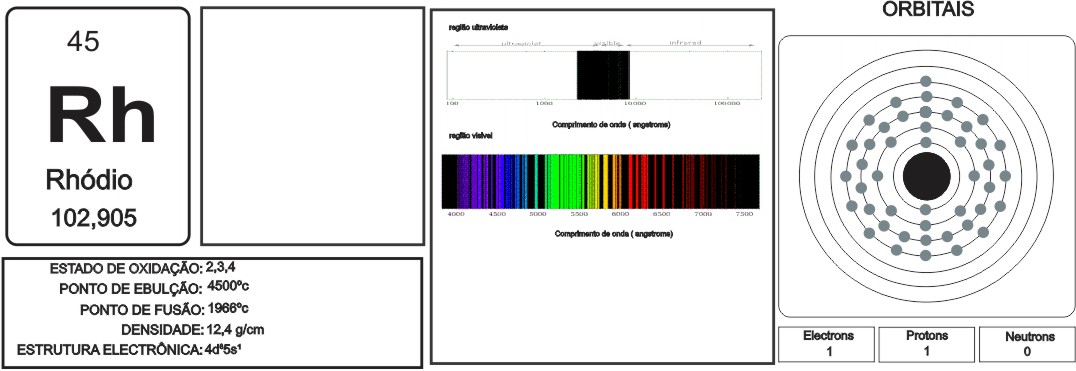 45
Rh
Rhódio
102,905
ESTADO DE OXIDAÇÃO: 2,3,4
PONTO DE EBULÇÃO: 4500ºc
PONTO DE FUSÃO: 1966ºc
DENSIDADE: 12,4 g/cm
ESTRUTURA ELECTRÔNICA: 4d⁸5s¹
região ultravioleta
ultraviolet visible infrared
100 1000 10000 100000
Comprimento de onda ( angstroms)
região visível
4000 4500 5000 5500 6000 6500 7000 7500
Comprimento de onda ( angstroms)
ORBITAIS
Electrons Protons Neutrons
1 1 0